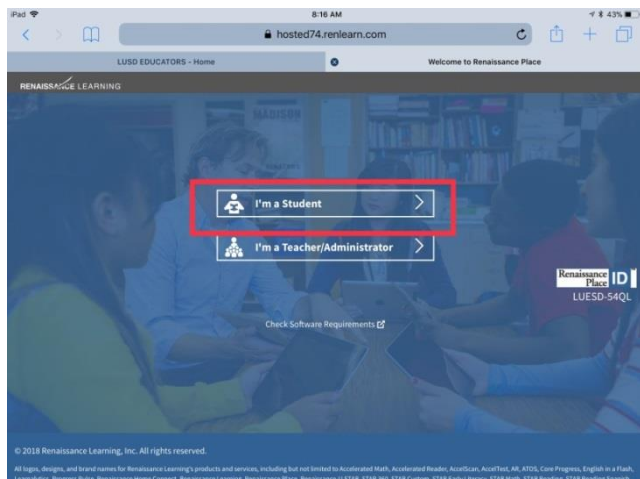 iPad
8:16 AM
43%
hosted74.renlearn.com
LUSD EDUCATORS - Home
Welcome to Renaissance Place
RENAISSANCE LEARNING
MADISON
I'm a Student
I'm a Teacher/Administrator
Renaissance
Place ID
LUESD-54QL
Check Software Requirements
© 2018 Renaissance Learning, Inc. All rights reserved.
All logos, designs, and brand names for Renaissance Learning's products and services, including but not limited to Accelerated Math, Accelerated Reader, AccelScan, AccelTest, AR, ATOS, Core Progress, English in a Flash,